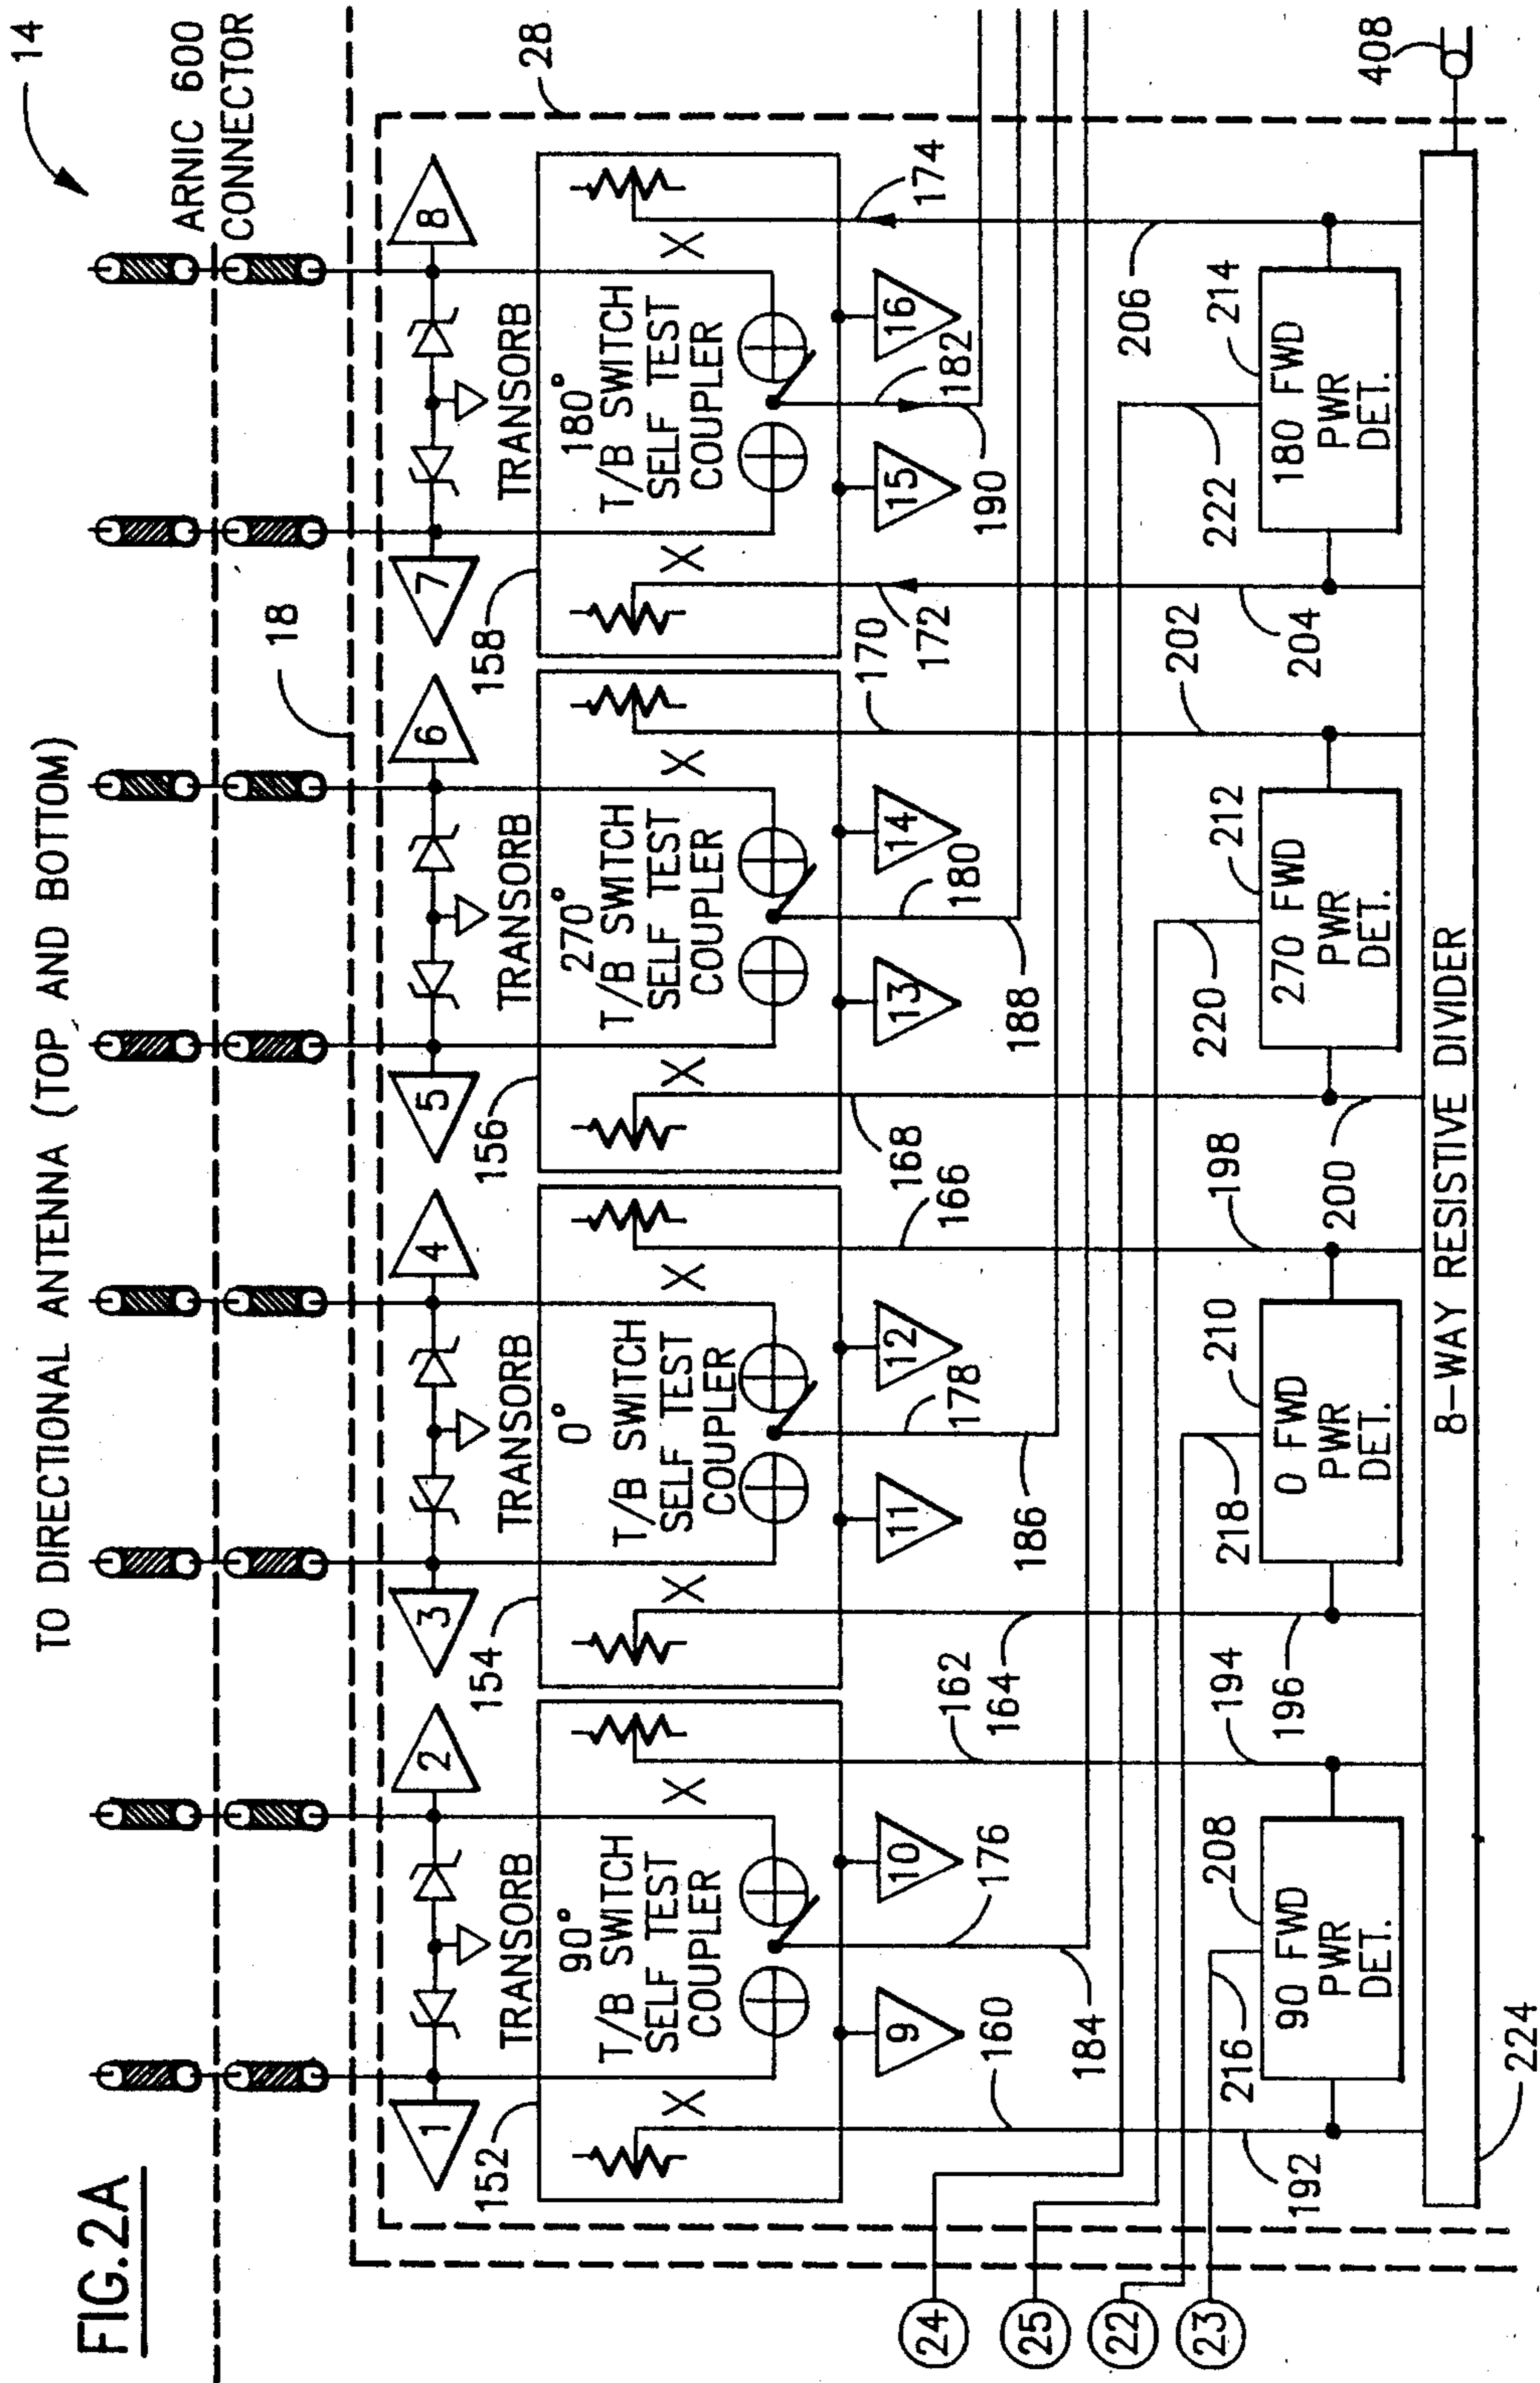 FIG.2A
TO DIRECTIONAL ANTENNA (TOP AND BOTTOM)
14
ARNIC 600
CONNECTOR
18
28
1
2
3
4
5
6
7
8
TRANSORB
TRANSORB
TRANSORB
TRANSORB
152
90°
T/B SWITCH
SELF TEST
COUPLER
X
X
154
0°
T/B SWITCH
SELF TEST
COUPLER
X
X
156
270°
T/B SWITCH
SELF TEST
COUPLER
X
X
158
180°
T/B SWITCH
SELF TEST
COUPLER
X
X
9
10
11
12
13
14
15
16
160
176
162
164
178
166
168
180
170
172
182
174
184
186
188
190
24
25
22
23
192
216
208
194
196
218
210
198
200
220
212
202
204
222
214
206
90 FWD
PWR
DET.
0 FWD
PWR
DET.
270 FWD
PWR
DET.
180 FWD
PWR
DET.
224
8-WAY RESISTIVE DIVIDER
408